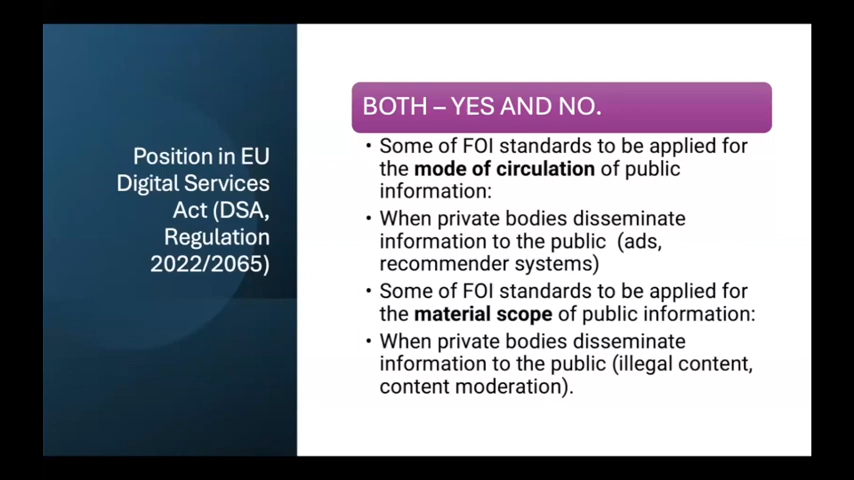 Position in EU
Digital Services
Act (DSA,
Regulation
2022/2065)
BOTH – YES AND NO.
• Some of FOI standards to be applied for
the mode of circulation of public
information:
• When private bodies disseminate
information to the public (ads,
recommender systems)
• Some of FOI standards to be applied for
the material scope of public information:
• When private bodies disseminate
information to the public (illegal content,
content moderation).